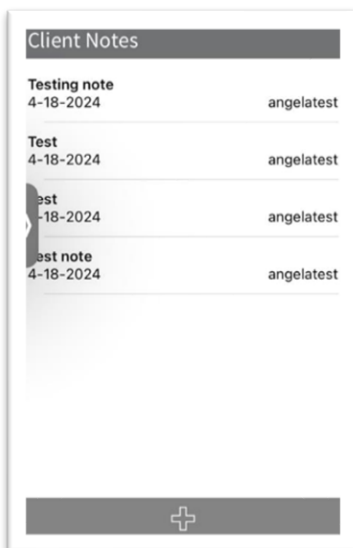 Client Notes
Testing note
4-18-2024 angelatest
Test
4-18-2024 angelatest
est
-18-2024 angelatest
est note
4-18-2024 angelatest